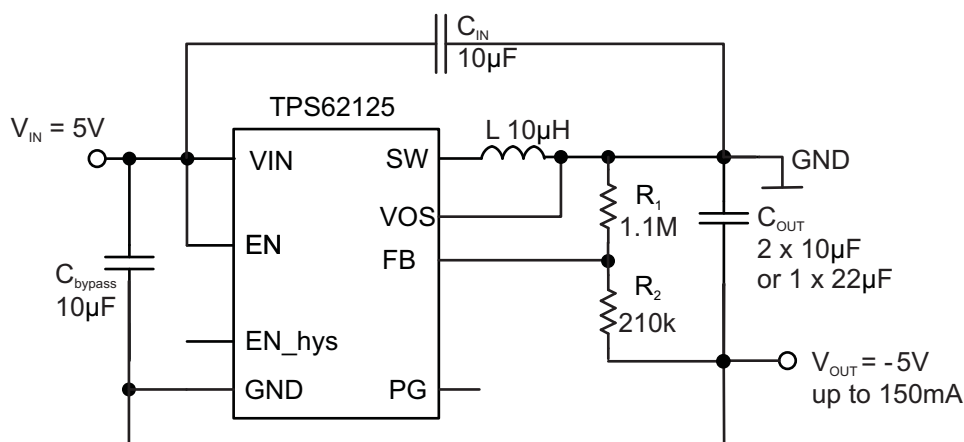 C_IN
10µF
TPS62125
V_IN = 5V
L 10µH
VIN
SW
GND
VOS
R_1
1.1M
C_OUT
2 x 10µF
or 1 x 22µF
EN
FB
C_bypass
10µF
R_2
210k
EN_hys
GND
PG
V_OUT = -5V
up to 150mA